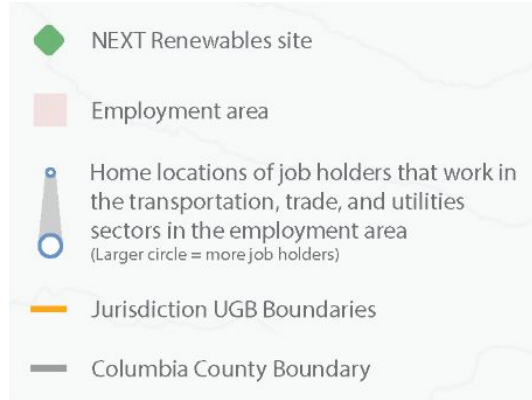 NEXT Renewables site
Employment area
Home locations of job holders that work in
the transportation, trade, and utilities
sectors in the employment area
(Larger circle = more job holders)
Jurisdiction UGB Boundaries
Columbia County Boundary